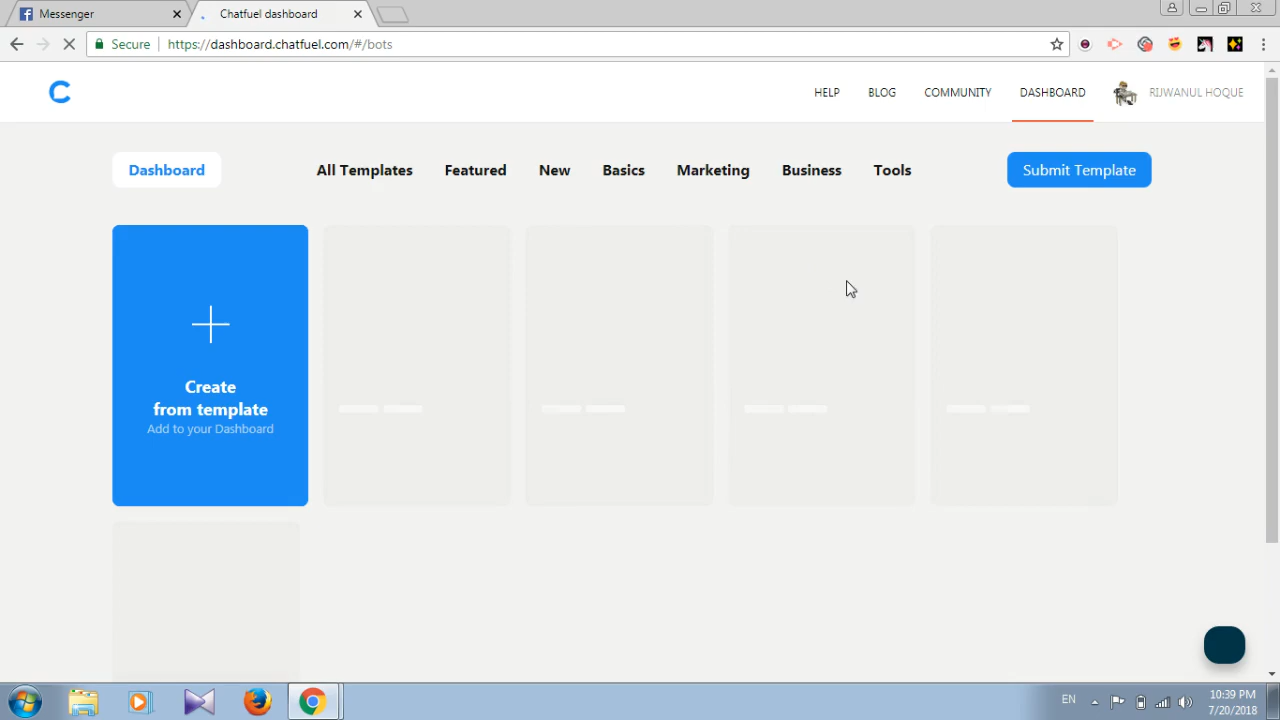 Messenger
Chatfuel dashboard
Secure
https://dashboard.chatfuel.com/#/bots
HELP
BLOG
COMMUNITY
DASHBOARD
RIJWANUL HOQUE
Dashboard
All Templates
Featured
New
Basics
Marketing
Business
Tools
Submit Template
Create
from template
Add to your Dashboard
EN
10:39 PM
7/20/2018